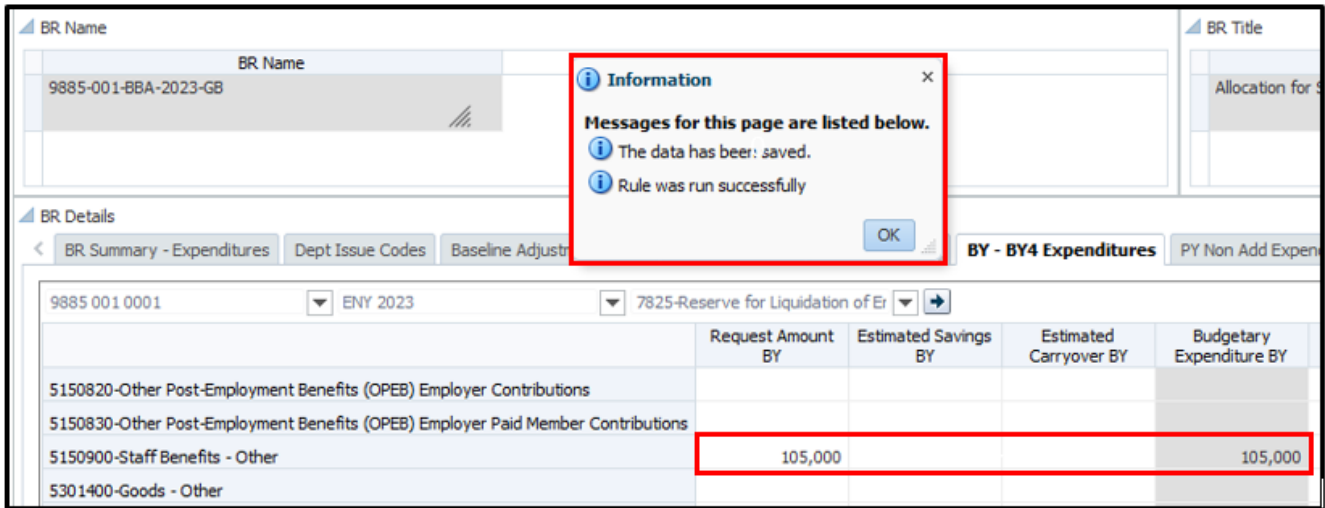 BR Name
BR Title
BR Name
9885-001-BBA-2023-GB
Allocation for
Information
Messages for this page are listed below.
The data has been saved.
Rule was run successfully
OK
BR Details
BR Summary - Expenditures
Dept Issue Codes
Baseline Adjustm
BY - BY4 Expenditures
PY Non Add Expen
9885 001 0001
ENY 2023
7825-Reserve for Liquidation of
Request Amount BY
Estimated Savings BY
Estimated Carryover BY
Budgetary Expenditure BY
5150820-Other Post-Employment Benefits (OPEB) Employer Contributions
5150830-Other Post-Employment Benefits (OPEB) Employer Paid Member Contributions
5150900-Staff Benefits - Other 105,000 105,000
5301400-Goods - Other